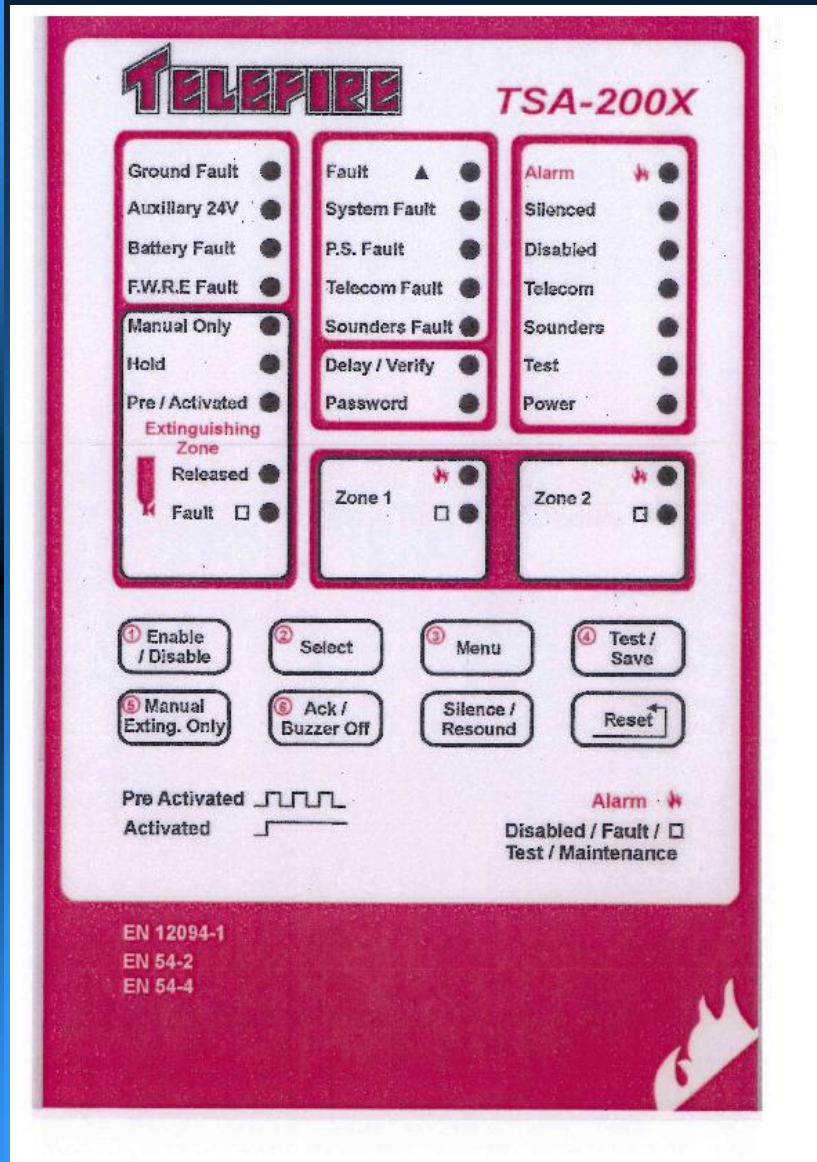 TELEFIRE
TSA-200X
Ground Fault
Auxiliary 24V
Battery Fault
F.W.R.E Fault
Manual Only
Hold
Pre / Activated
Extinguishing
Zone
Released
Fault
Fault
System Fault
P.S. Fault
Telecom Fault
Sounders Fault
Delay / Verify
Password
Alarm
Silenced
Disabled
Telecom
Sounders
Test
Power
Zone 1
Zone 2
1 Enable
/ Disable
2 Select
3 Menu
4 Test /
Save
5 Manual
Exting. Only
6 Ack /
Buzzer Off
Silence /
Resound
Reset
Pre Activated
Activated
Alarm
Disabled / Fault /
Test / Maintenance
EN 12094-1
EN 54-2
EN 54-4